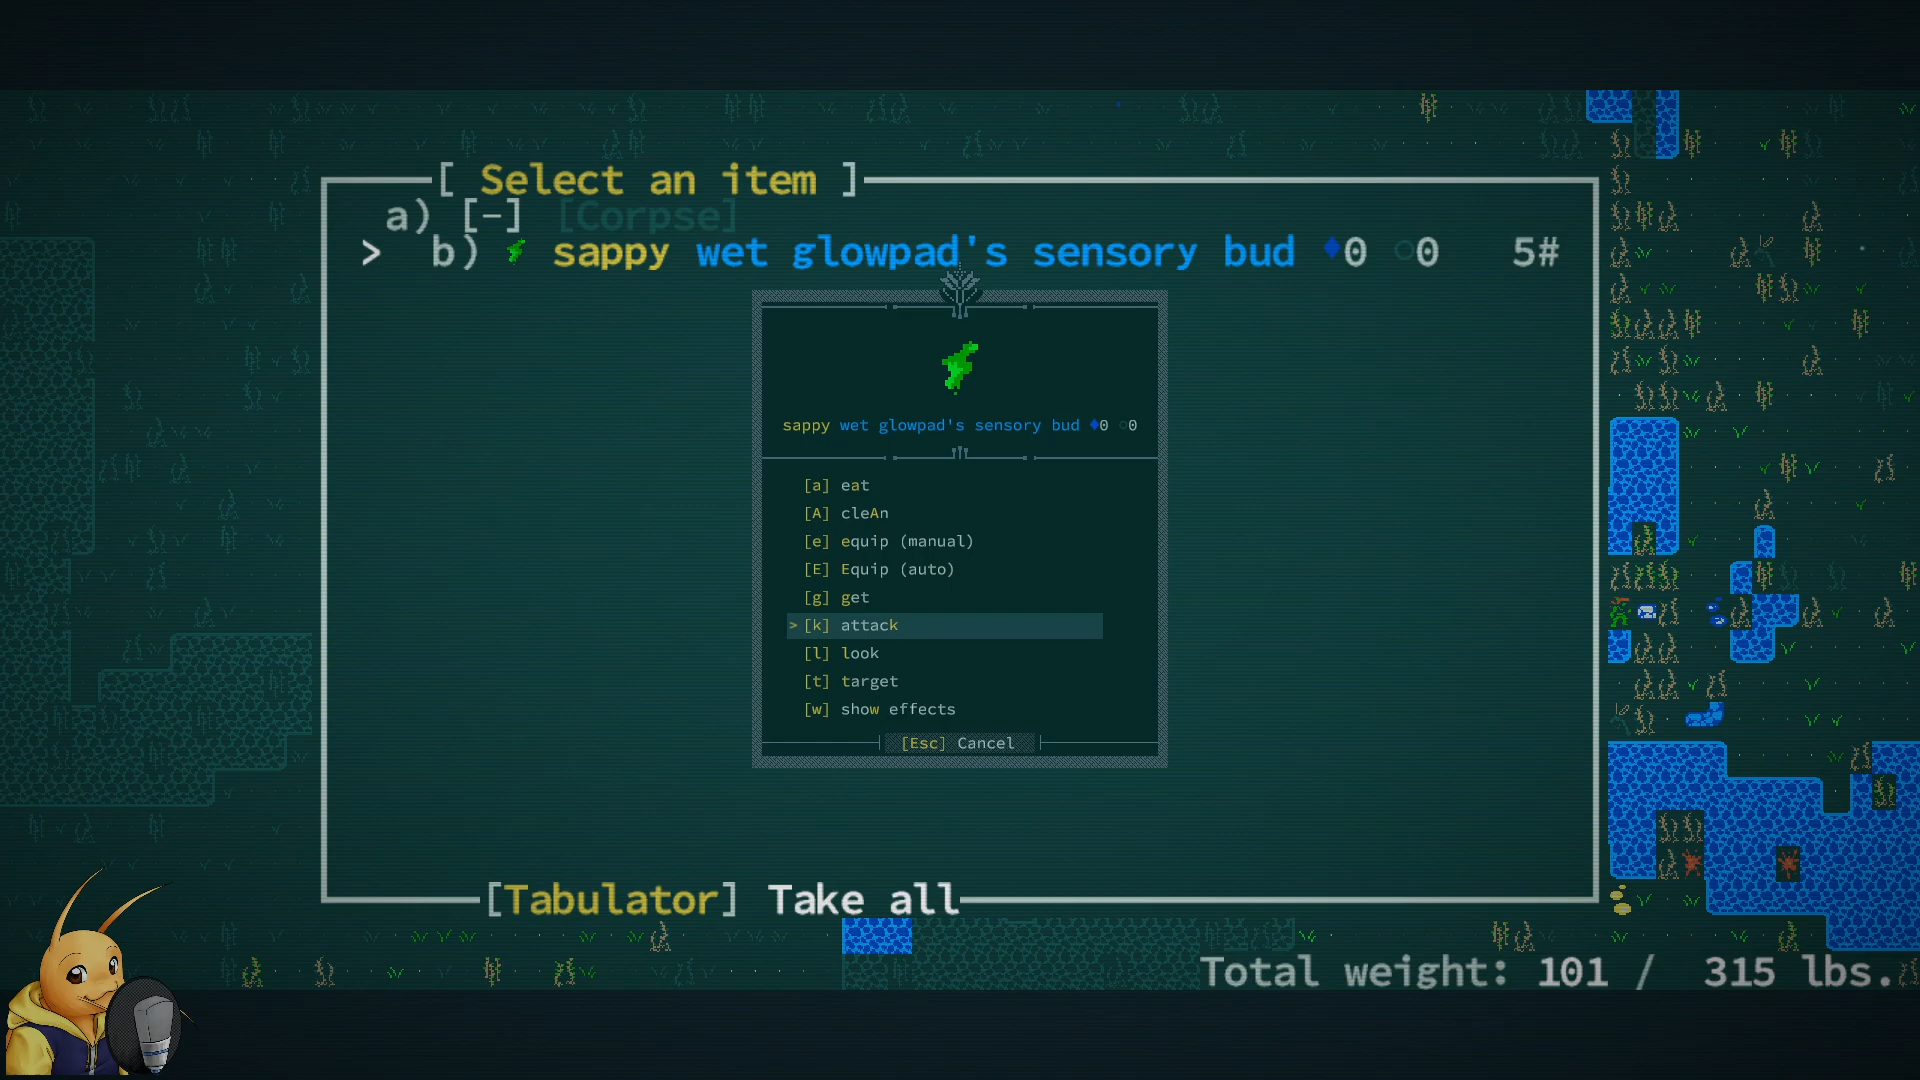 [ Select an item ]
a) [-] [Corpse]
> b) sappy wet glowpad's sensory bud ♦0 ○0 5#
sappy wet glowpad's sensory bud ♦0 ○0
[a] eat
[A] cleAn
[e] equip (manual)
[E] Equip (auto)
[g] get
> [k] attack
[l] look
[t] target
[w] show effects
[Esc] Cancel
[Tabulator] Take all
Total weight: 101 / 315 lbs.